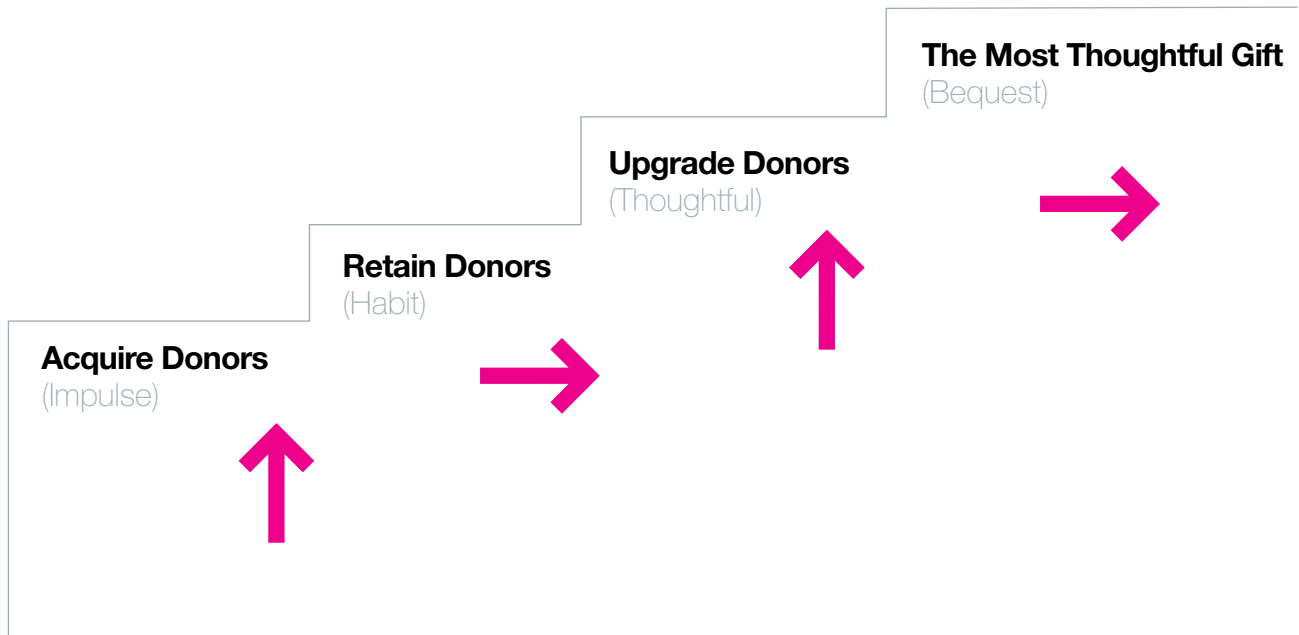 The Most Thoughtful Gift
(Bequest)
Upgrade Donors
(Thoughtful)
Retain Donors
(Habit)
Acquire Donors
(Impulse)